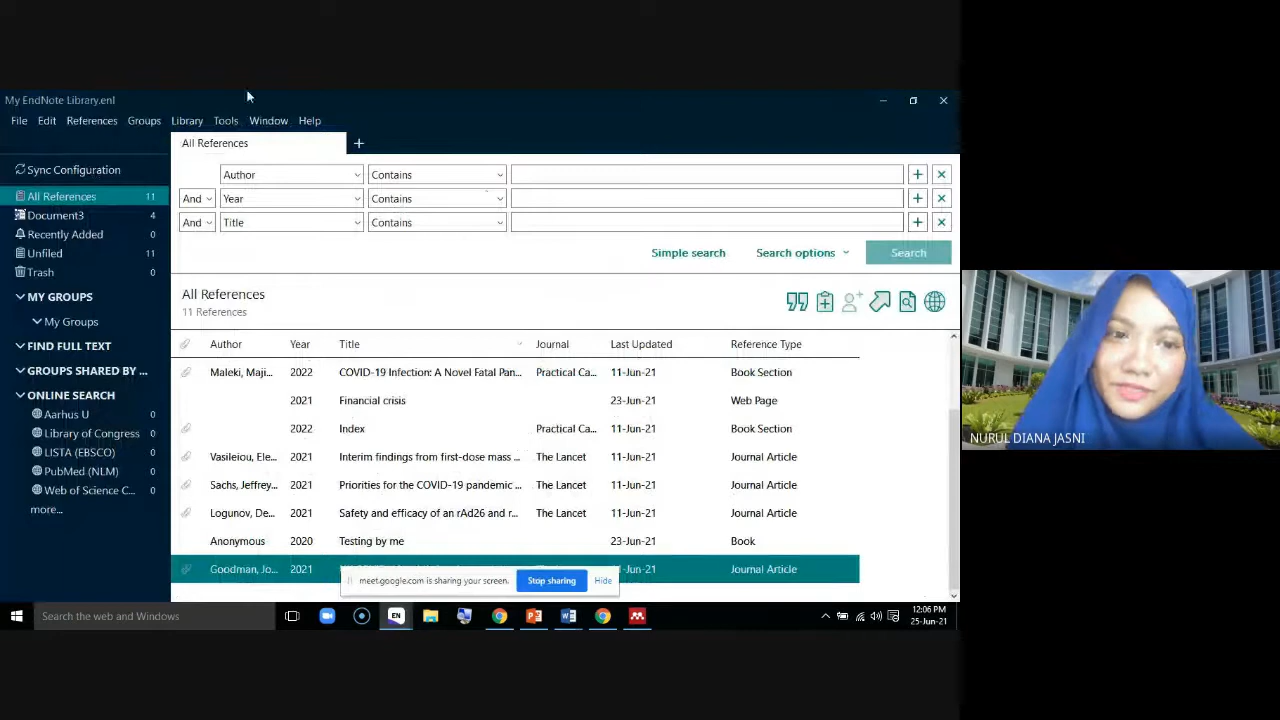 My EndNote Library.enl
File Edit References Groups Library Tools Window Help
Sync Configuration
All References 11
Document3 4
Recently Added 0
Unfiled 11
Trash 0
MY GROUPS
My Groups
FIND FULL TEXT
GROUPS SHARED BY ...
ONLINE SEARCH
Aarhus U 0
Library of Congress 0
LISTA (EBSCO) 0
PubMed (NLM) 0
Web of Science C... 0
more...
All References
Author Contains
And Year Contains
And Title Contains
Simple search Search options Search
All References
11 References
Author Year Title Journal Last Updated Reference Type
Maleki, Maji... 2022 COVID-19 Infection: A Novel Fatal Pan... Practical Ca... 11-Jun-21 Book Section
2021 Financial crisis 23-Jun-21 Web Page
2022 Index Practical Ca... 11-Jun-21 Book Section
Vasileiou, Ele... 2021 Interim findings from first-dose mass ... The Lancet 11-Jun-21 Journal Article
Sachs, Jeffrey... 2021 Priorities for the COVID-19 pandemic ... The Lancet 11-Jun-21 Journal Article
Logunov, De... 2021 Safety and efficacy of an rAd26 and r... The Lancet 11-Jun-21 Journal Article
Anonymous 2020 Testing by me 23-Jun-21 Book
Goodman, Jo... 2021 1-Jun-21 Journal Article
meet.google.com is sharing your screen. Stop sharing Hide
Search the web and Windows
EN
12:06 PM
25-Jun-21
NURUL DIANA JASNI